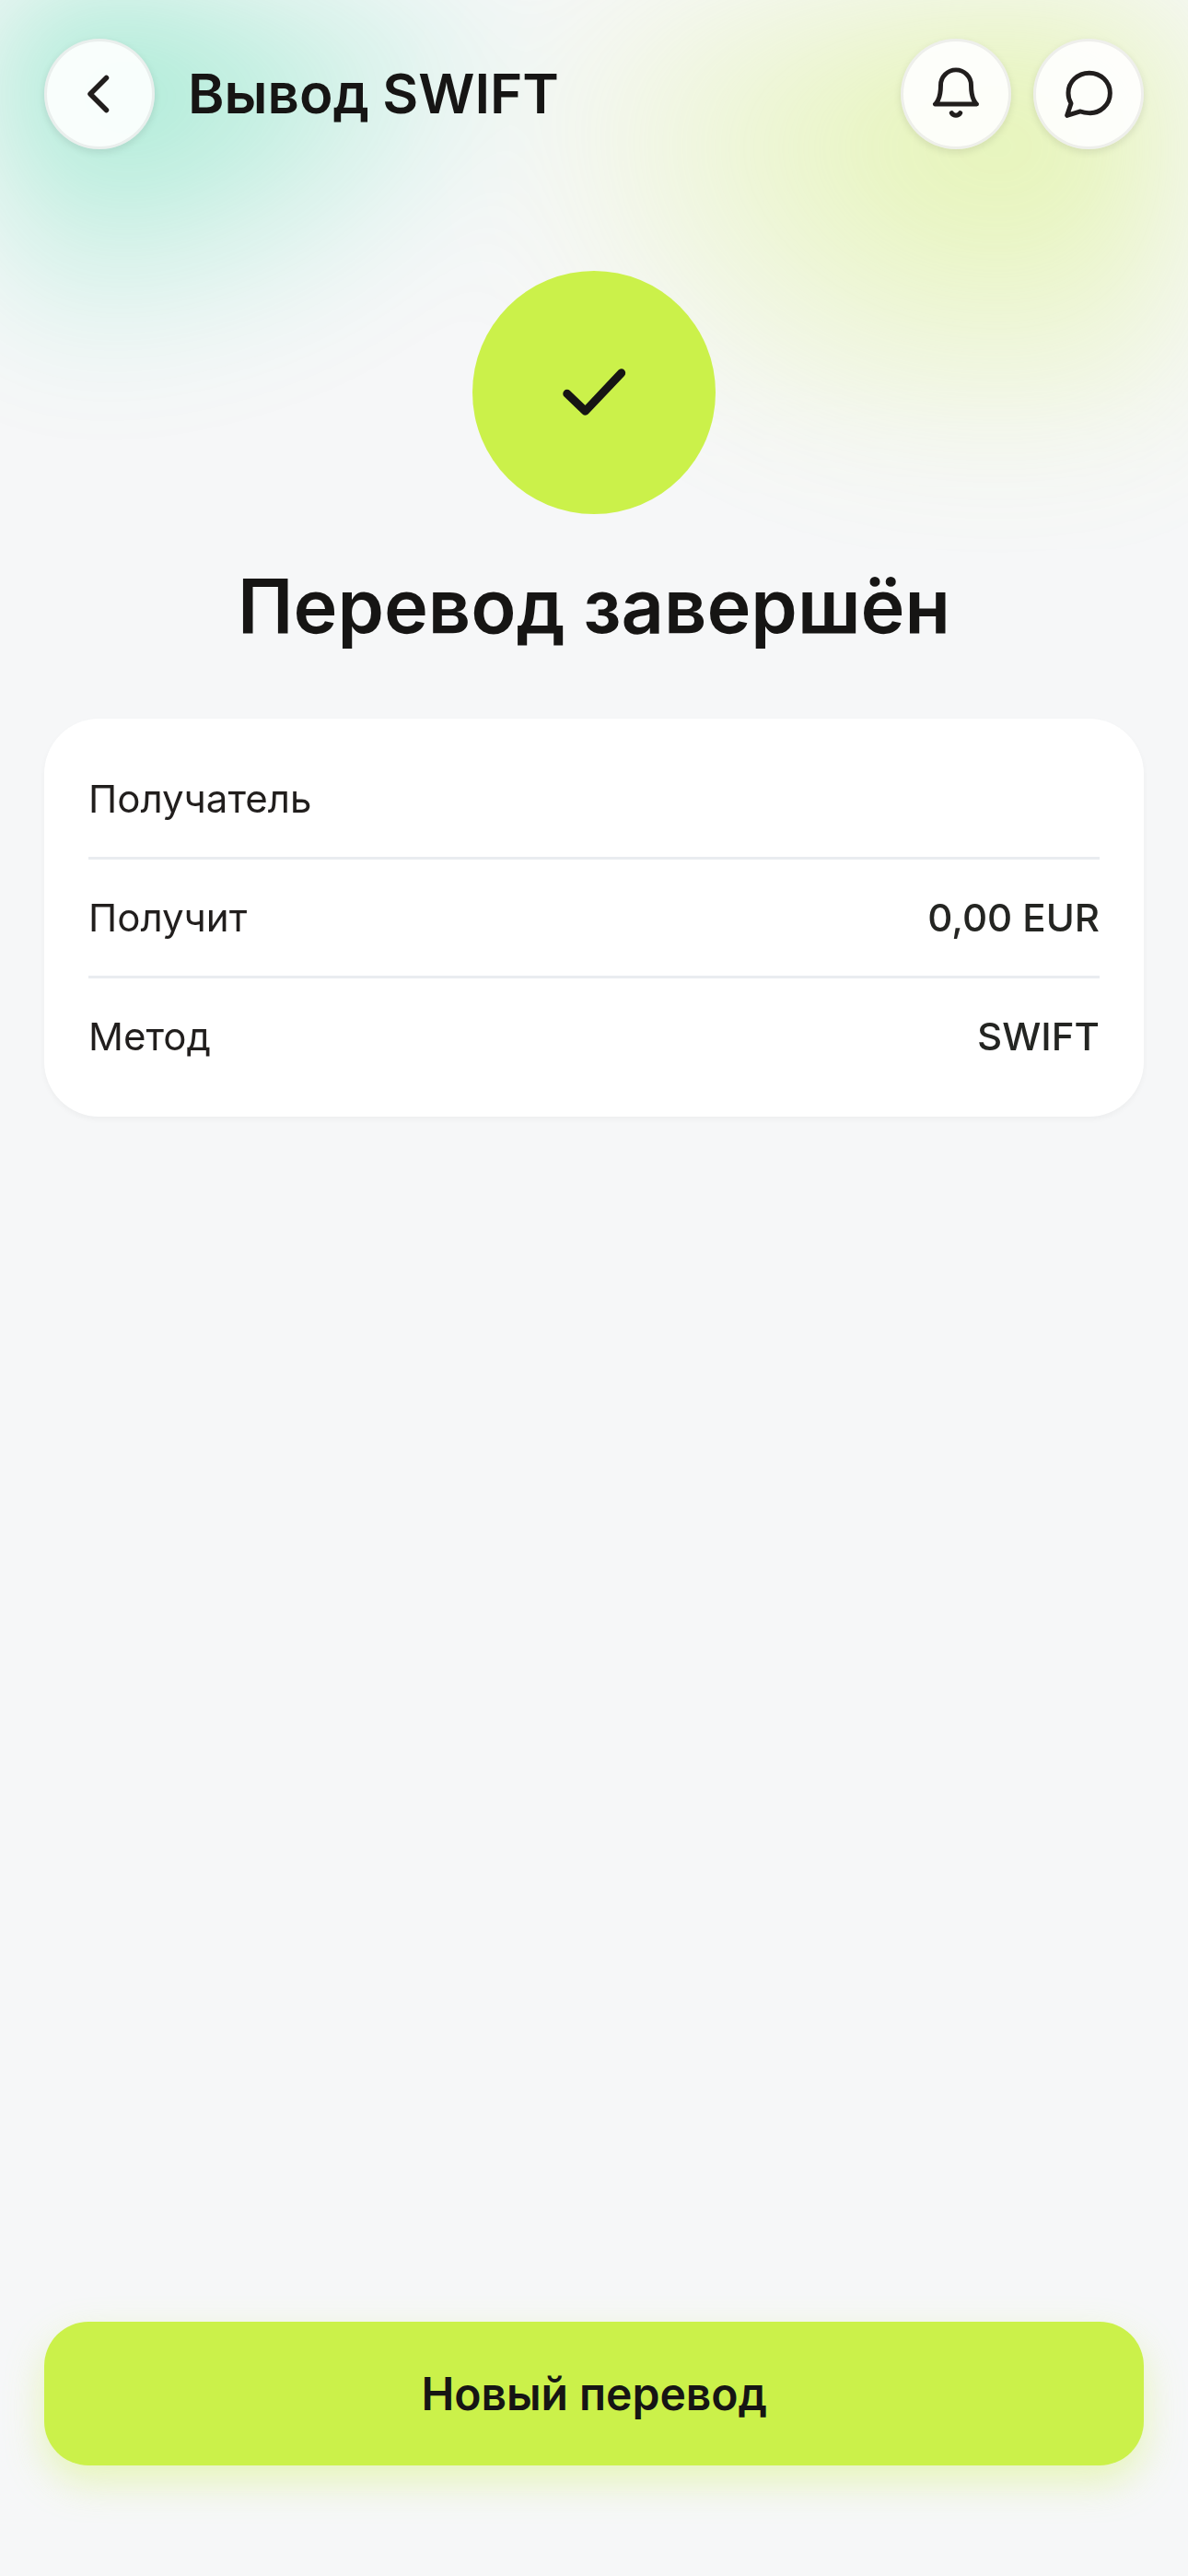 Вывод SWIFT
Перевод завершён
Получатель
Получит 0,00 EUR
Метод SWIFT
Новый перевод